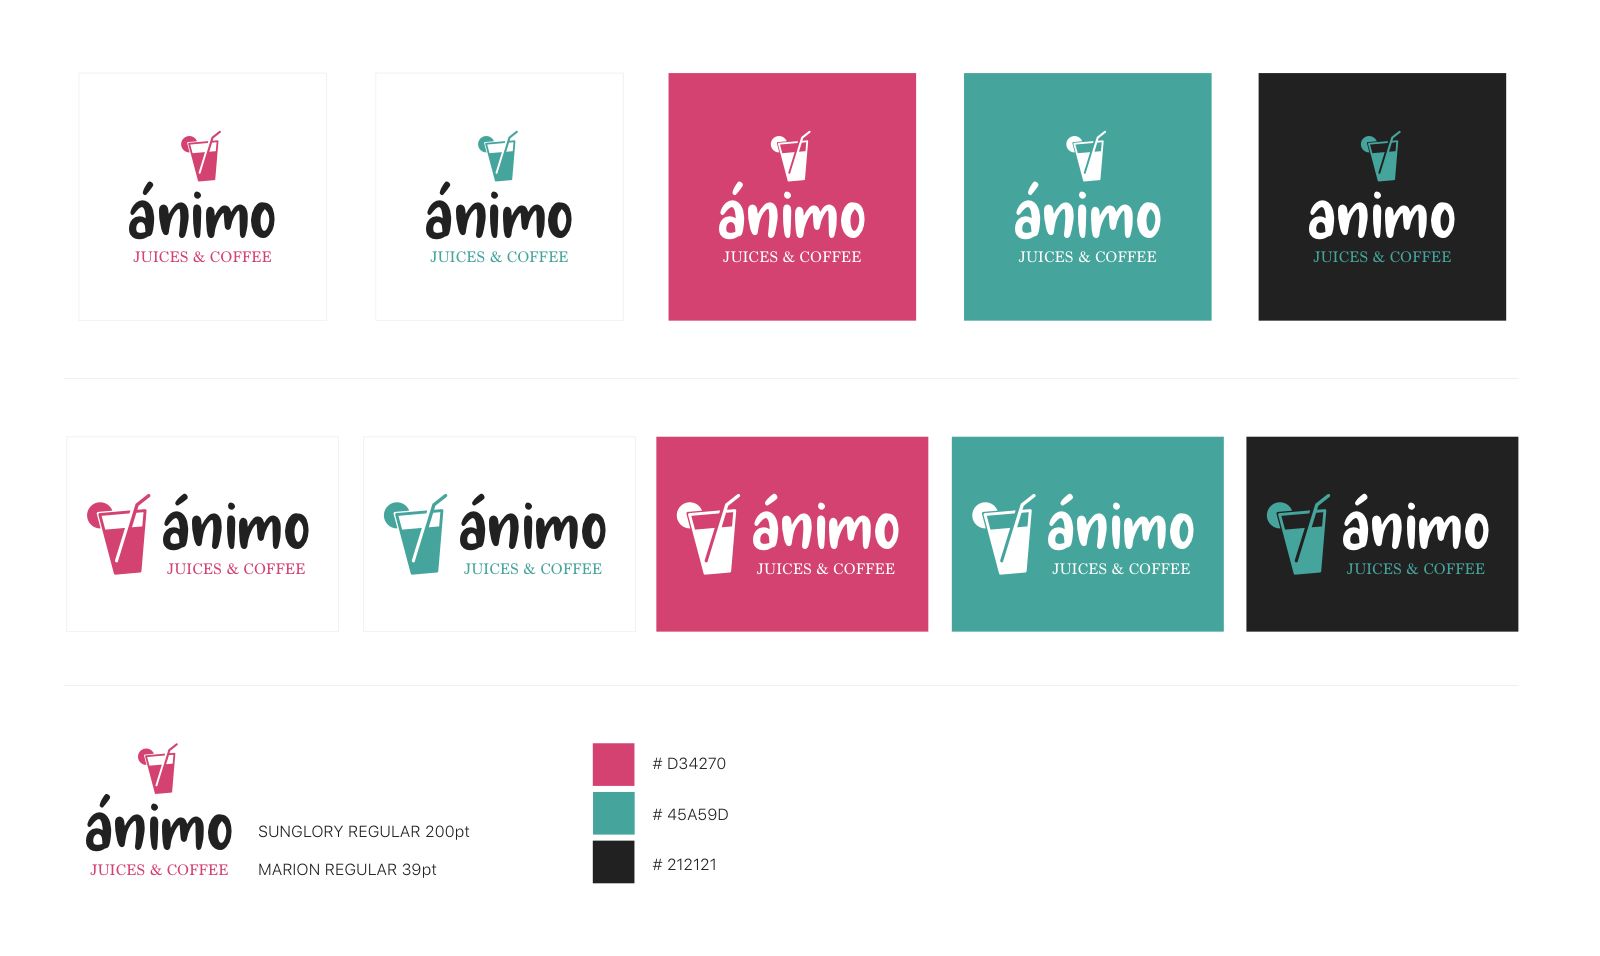 ánimo
JUICES & COFFEE
ánimo
JUICES & COFFEE
ánimo
JUICES & COFFEE
ánimo
JUICES & COFFEE
animo
JUICES & COFFEE
ánimo
JUICES & COFFEE
ánimo
JUICES & COFFEE
ánimo
JUICES & COFFEE
ánimo
JUICES & COFFEE
ánimo
JUICES & COFFEE
ánimo
JUICES & COFFEE
SUNGLORY REGULAR 200pt
MARION REGULAR 39pt
# D34270
# 45A59D
# 212121